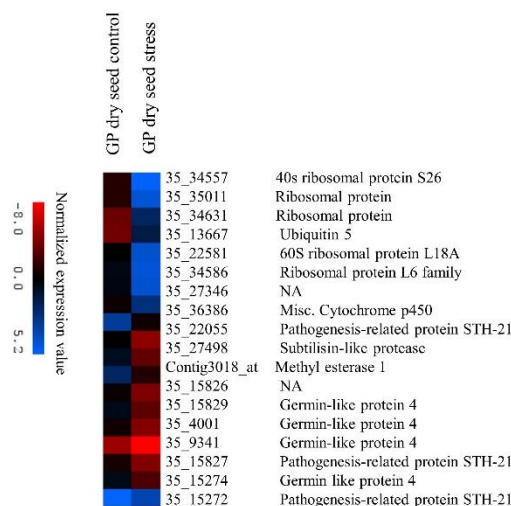 GP dry seed control
GP dry seed stress
Normalized expression value
-8.0
0.0
5.2
35_34557 40s ribosomal protein S26
35_35011 Ribosomal protein
35_34631 Ribosomal protein
35_13667 Ubiquitin 5
35_22581 60S ribosomal protein L18A
35_34586 Ribosomal protein L6 family
35_27346 NA
35_36386 Misc. Cytochrome p450
35_22055 Pathogenesis-related protein STH-21
35_27498 Subtilisin-like protease
Contig3018_at Methyl esterase 1
35_15826 NA
35_15829 Germin-like protein 4
35_4001 Germin-like protein 4
35_9341 Germin-like protein 4
35_15827 Pathogenesis-related protein STH-21
35_15274 Germin like protein 4
35_15272 Pathogenesis-related protein STH-21